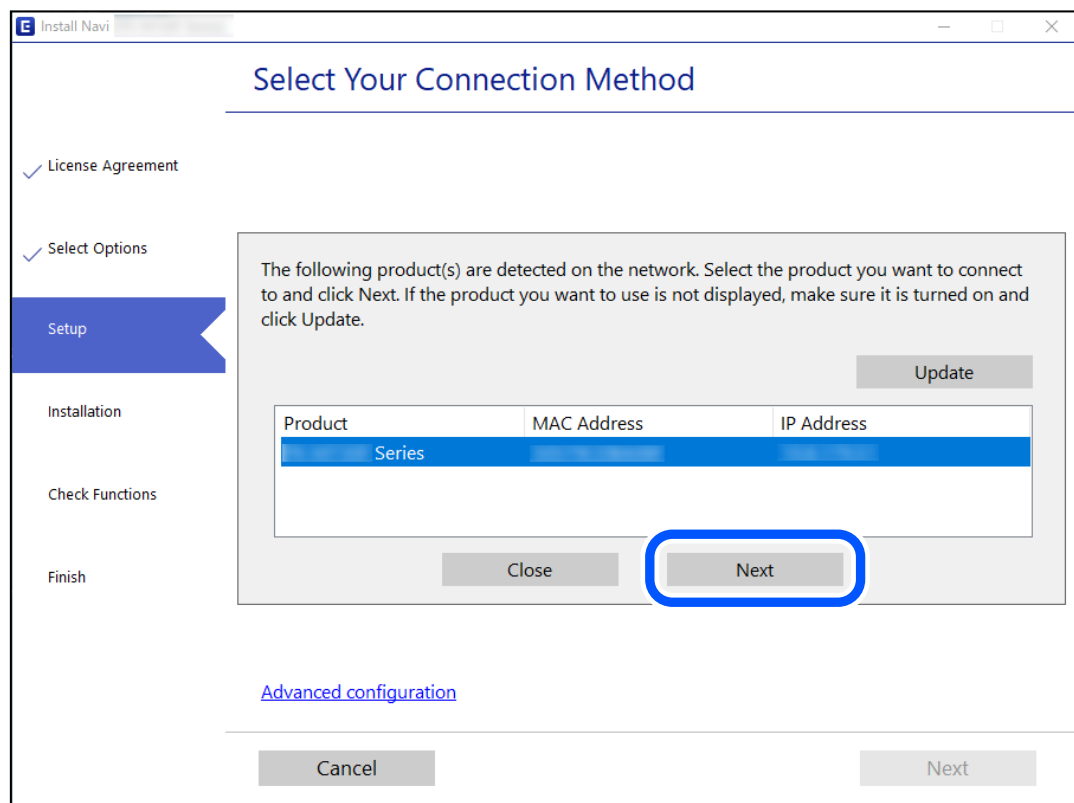 E Install Navi
Select Your Connection Method
License Agreement
Select Options
Setup
Installation
Check Functions
Finish
The following product(s) are detected on the network. Select the product you want to connect
to and click Next. If the product you want to use is not displayed, make sure it is turned on and
click Update.
Update
Product MAC Address IP Address
Series
Close Next
Advanced configuration
Cancel Next